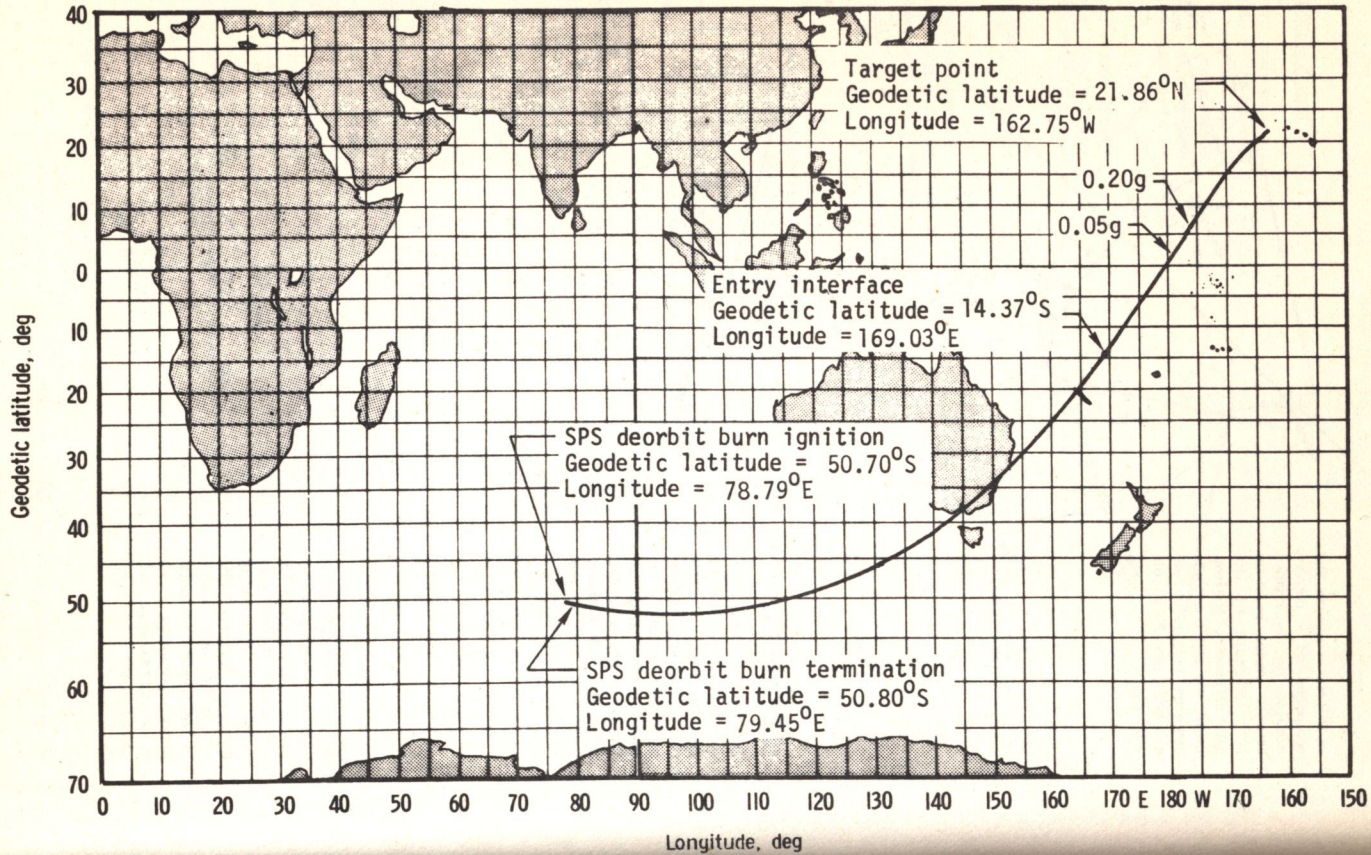 40
30
20
10
0
10
20
30
40
50
60
70
Geodetic latitude, deg
Target point
Geodetic latitude = 21.86°N
Longitude = 162.75°W
0.20g
0.05g
Entry interface
Geodetic latitude = 14.37°S
Longitude = 169.03°E
SPS deorbit burn ignition
Geodetic latitude = 50.70°S
Longitude = 78.79°E
SPS deorbit burn termination
Geodetic latitude = 50.80°S
Longitude = 79.45°E
0 10 20 30 40 50 60 70 80 90 100 110 120 130 140 150 160 170 E 180 W 170 160 150
Longitude, deg